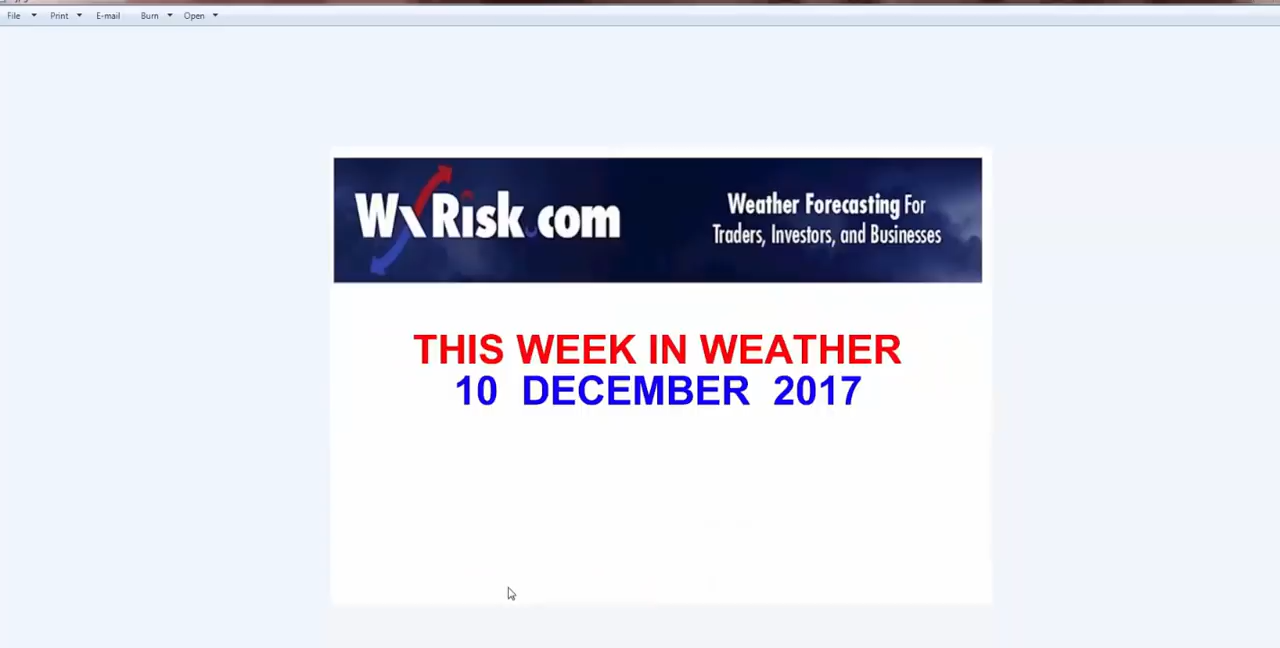 File Print E-mail Burn Open
WxRisk.com
Weather Forecasting For
Traders, Investors, and Businesses
THIS WEEK IN WEATHER
10 DECEMBER 2017